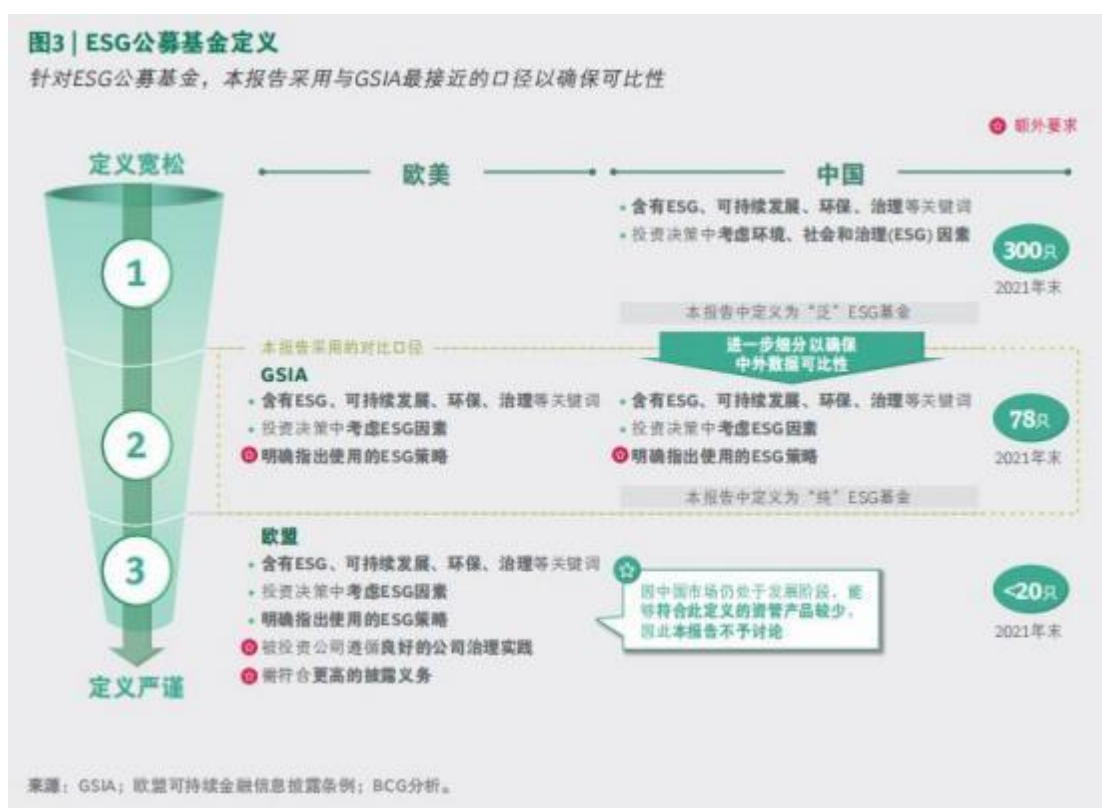 图3 | ESG公募基金定义
针对ESG公募基金，本报告采用与GSIA最接近的口径以确保可比性
额外要求
定义宽松
欧美
中国
• 含有ESG、可持续发展、环保、治理等关键词
• 投资决策中考虑环境、社会和治理(ESG)因素
1
300只
2021年末
本报告中定义为“泛”ESG基金
本报告采用的对比口径
进一步细分以确保
中外数据可比性
GSIA
• 含有ESG、可持续发展、环保、治理等关键词
• 投资决策中考虑ESG因素
明确指出使用的ESG策略
• 含有ESG、可持续发展、环保、治理等关键词
• 投资决策中考虑ESG因素
明确指出使用的ESG策略
2
78只
2021年末
本报告中定义为“纯”ESG基金
欧盟
• 含有ESG、可持续发展、环保、治理等关键词
• 投资决策中考虑ESG因素
• 明确指出使用的ESG策略
被投资公司遵循良好的公司治理实践
需符合更高的披露义务
3
因中国市场仍处于发展阶段，能
够符合此定义的资管产品较少，
因此本报告不予讨论
<20只
2021年末
定义严谨
来源：GSIA；欧盟可持续金融信息披露条例；BCG分析。